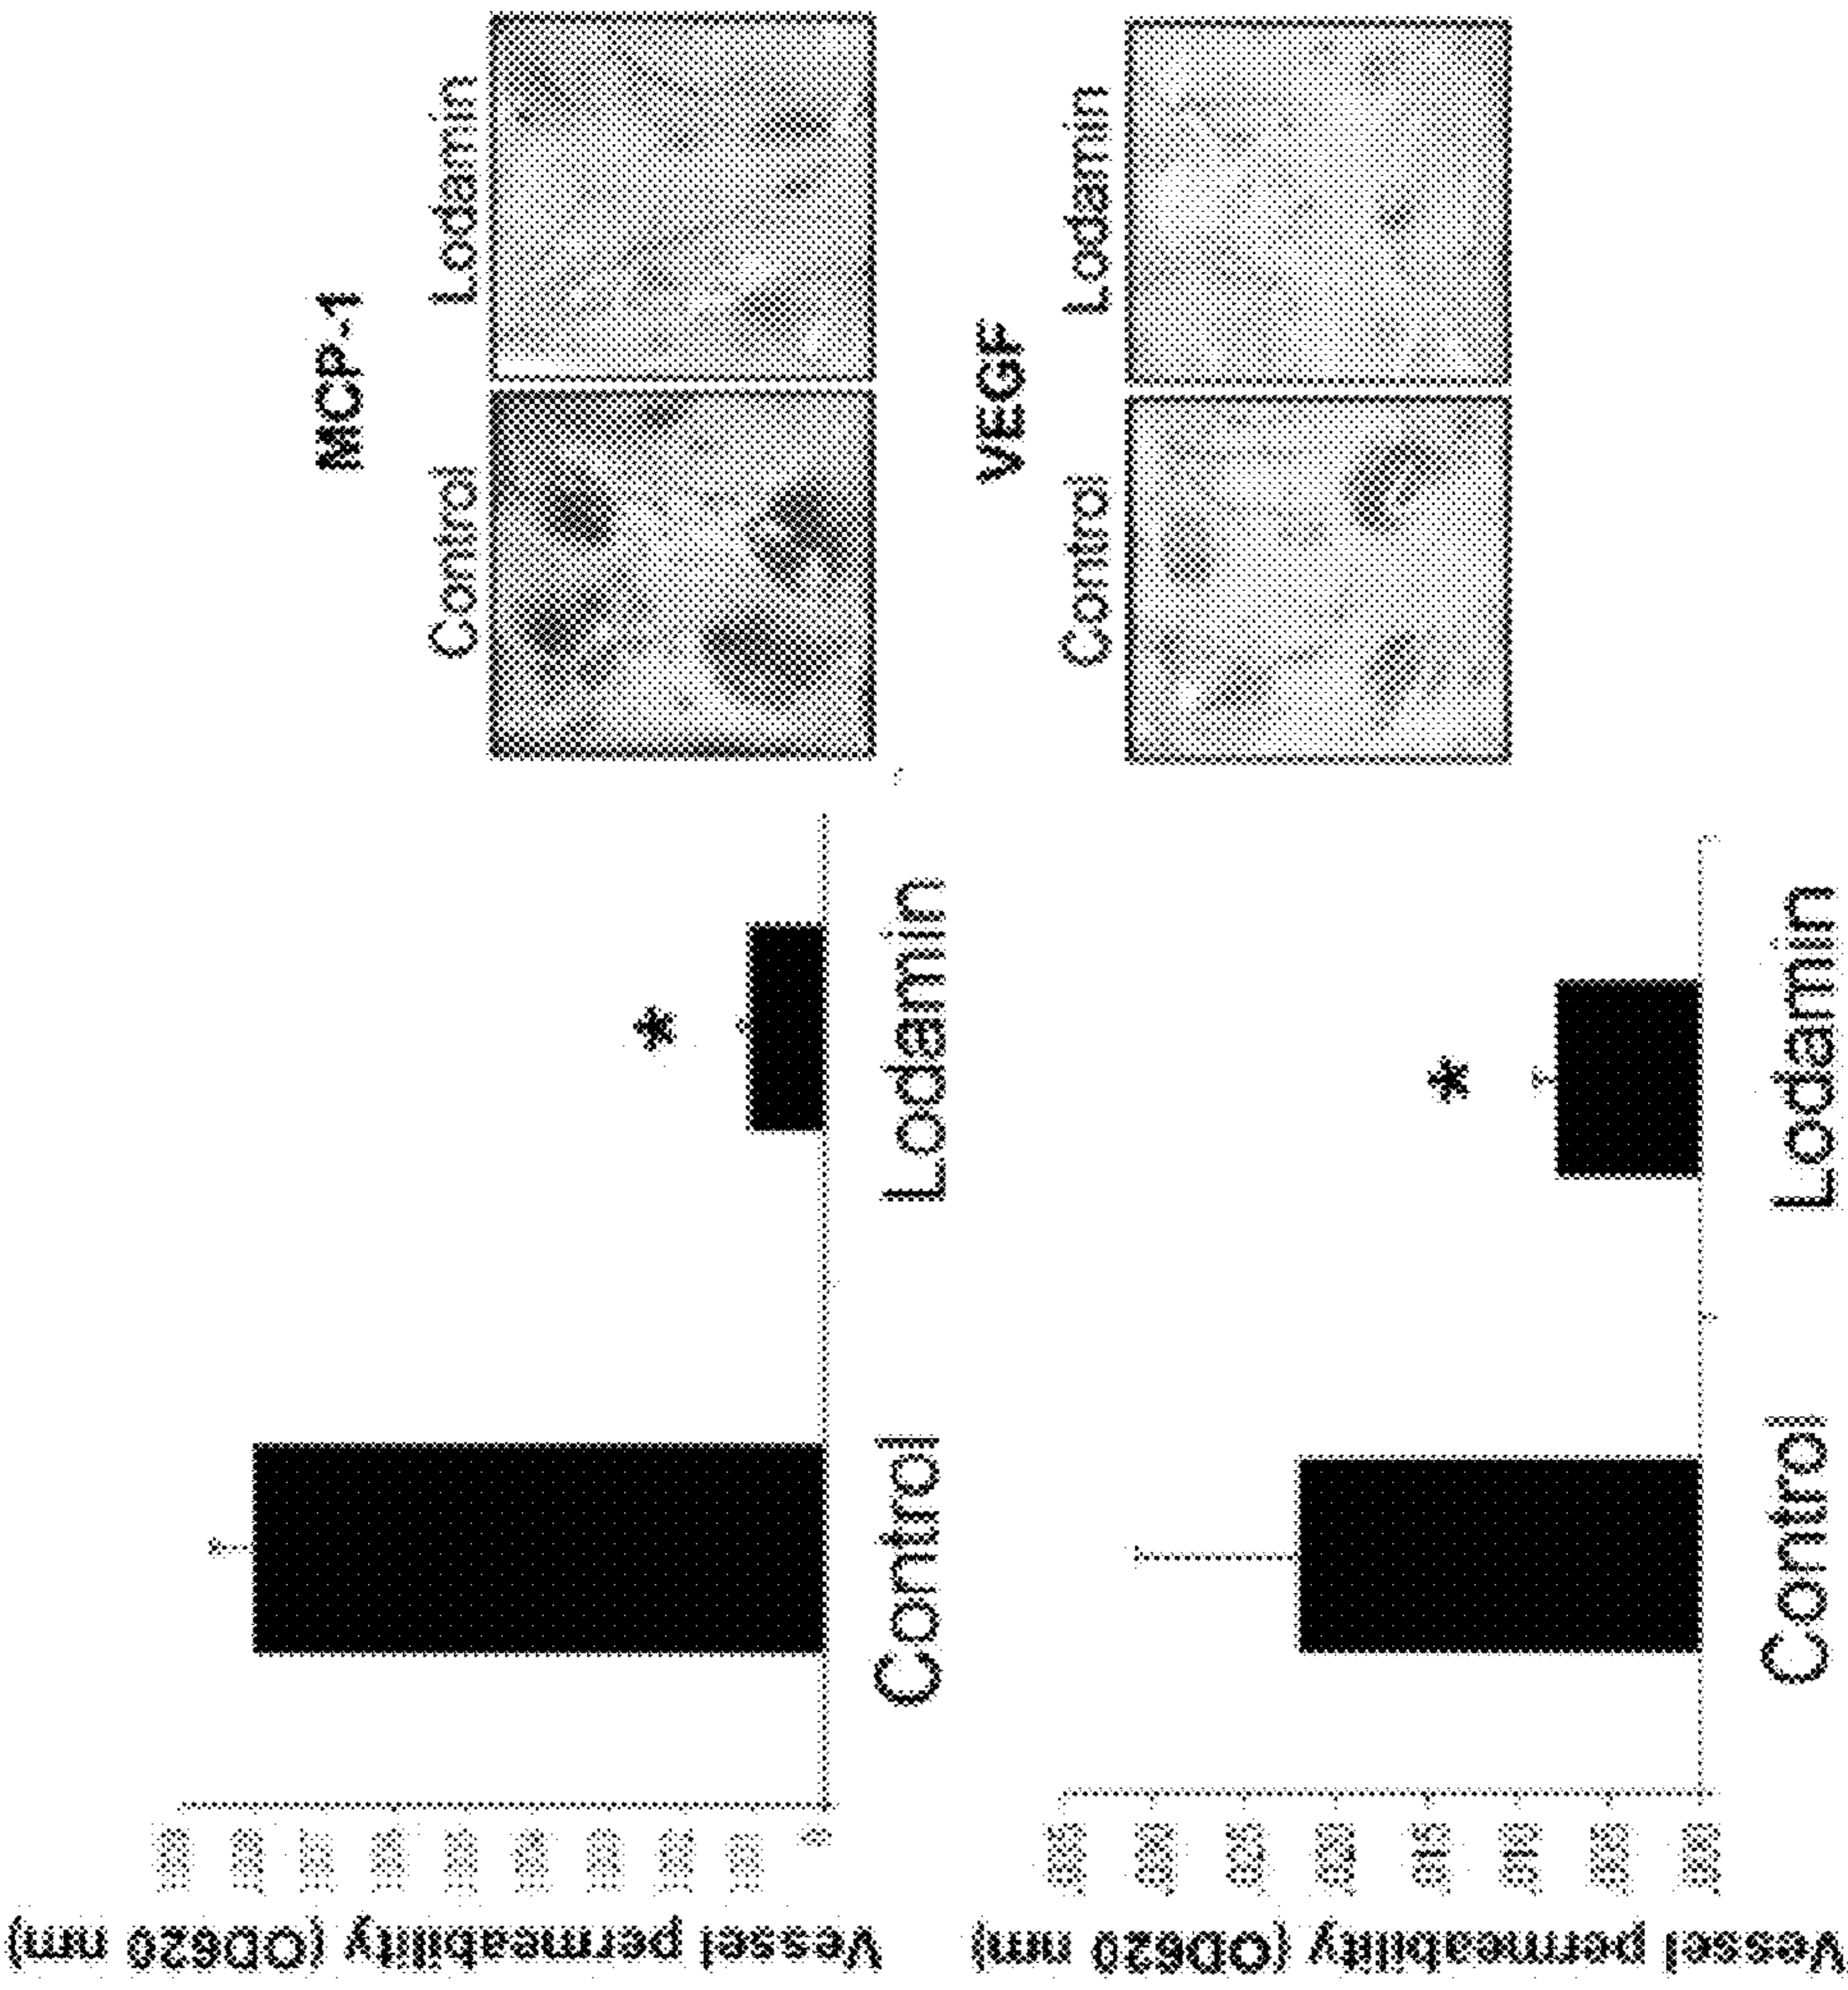 MCP-1
Control Lodamin
Vessel permeability (OD620 nm)
*
Control Lodamin
VEGF
Control Lodamin
Vessel permeability (OD620 nm)
*
Control Lodamin